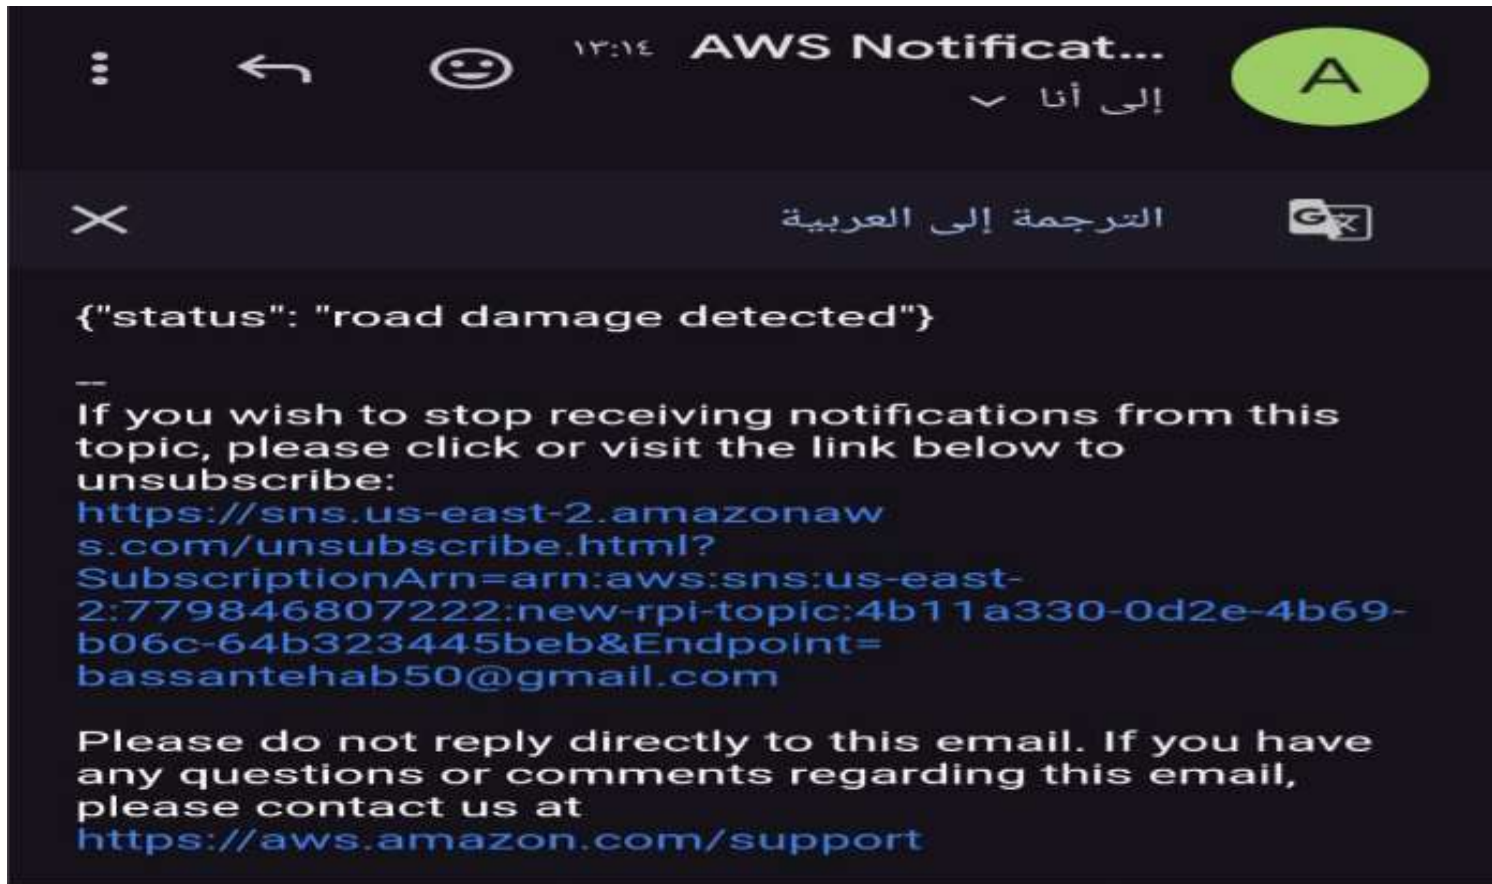 ١٣:١٤ AWS Notificat...
إلى أنا
A
الترجمة إلى العربية
{"status": "road damage detected"}
--
If you wish to stop receiving notifications from this
topic, please click or visit the link below to
unsubscribe:
https://sns.us-east-2.amazonaw
s.com/unsubscribe.html?
SubscriptionArn=arn:aws:sns:us-east-
2:779846807222:new-rpi-topic:4b11a330-0d2e-4b69-
b06c-64b323445beb&Endpoint=
bassantehab50@gmail.com
Please do not reply directly to this email. If you have
any questions or comments regarding this email,
please contact us at
https://aws.amazon.com/support